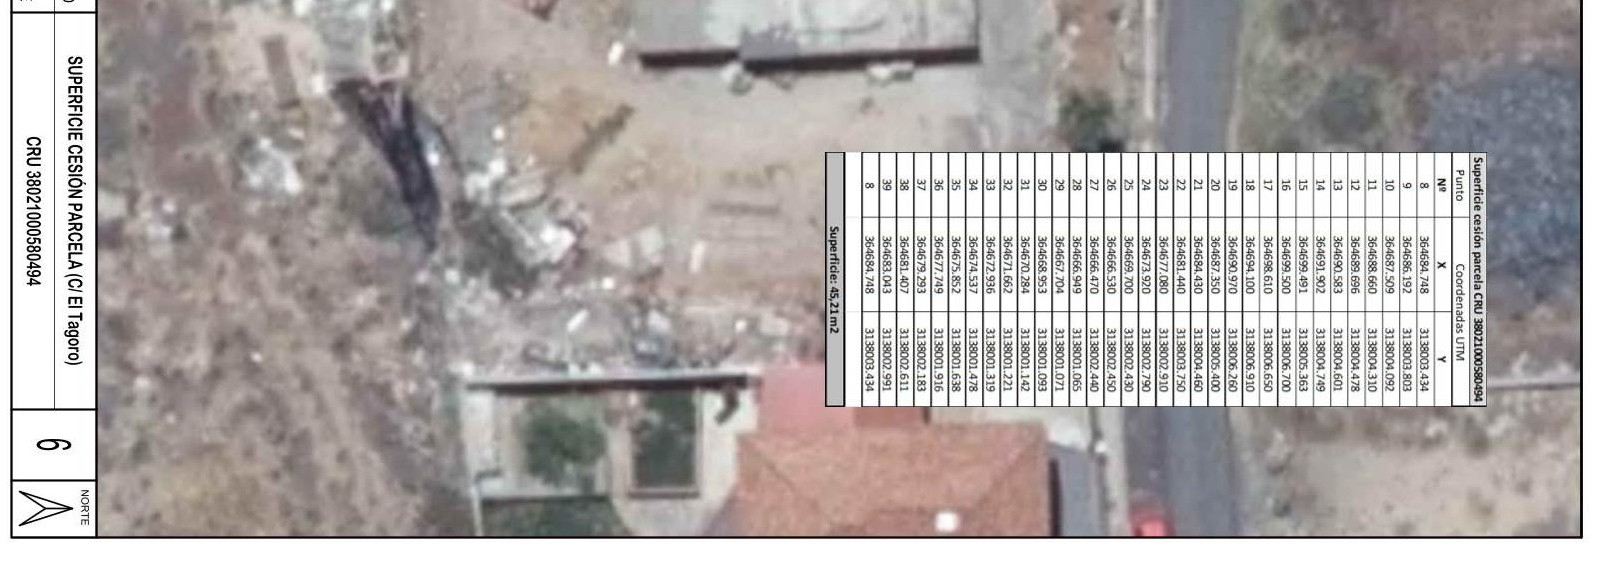 Superficie cesión parcela CRU 38021000580494
Punto Coordenadas UTM
Nº X Y
8 364684.748 3138003.434
9 364686.192 3138003.803
10 364687.509 3138004.092
11 364688.660 3138004.310
12 364689.696 3138004.478
13 364690.583 3138004.601
14 364691.902 3138004.749
15 364699.491 3138005.363
16 364699.500 3138006.700
17 364698.610 3138006.650
18 364694.100 3138006.910
19 364690.970 3138006.260
20 364687.350 3138005.400
21 364684.430 3138004.460
22 364681.440 3138003.750
23 364677.080 3138002.910
24 364673.920 3138002.790
25 364669.700 3138002.430
26 364666.530 3138002.450
27 364666.470 3138002.440
28 364666.949 3138001.065
29 364667.704 3138001.071
30 364668.953 3138001.093
31 364670.284 3138001.142
32 364671.662 3138001.221
33 364672.936 3138001.319
34 364674.537 3138001.478
35 364675.852 3138001.638
36 364677.749 3138001.916
37 364679.293 3138002.183
38 364681.407 3138002.611
39 364683.043 3138002.991
8 364684.748 3138003.434
Superficie: 45,21 m2
SUPERFICIE CESIÓN PARCELA (C/ El Tagoro)
CRU 38021000580494
6
NORTE